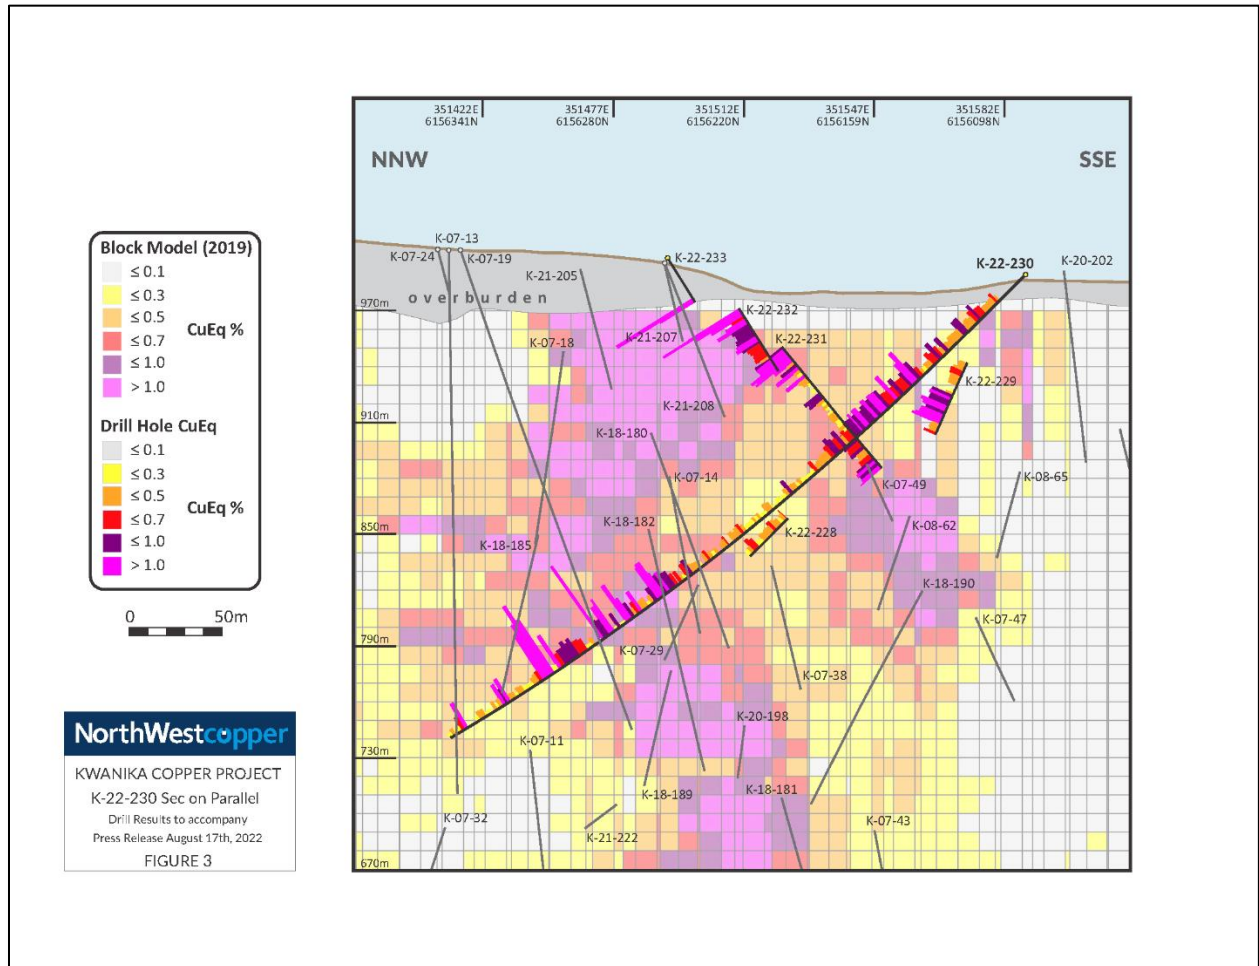 351422E
6156341N
351477E
6156280N
351512E
6156220N
351547E
6156159N
351582E
6156098N
NNW
SSE
K-07-13
K-07-24
K-07-19
K-22-233
K-22-230
K-20-202
K-21-205
overburden
970m
K-22-232
K-21-207
K-07-18
K-22-231
K-22-229
K-21-208
910m
K-18-180
K-07-14
K-07-49
K-08-65
K-18-182
K-08-62
850m
K-22-228
K-18-185
K-18-190
K-07-47
790m
K-07-29
K-07-38
K-20-198
K-07-11
730m
K-18-189
K-18-181
K-07-32
K-21-222
K-07-43
670m
Block Model (2019)
≤ 0.1
≤ 0.3
≤ 0.5
CuEq %
≤ 0.7
≤ 1.0
> 1.0
Drill Hole CuEq
≤ 0.1
≤ 0.3
≤ 0.5
CuEq %
≤ 0.7
≤ 1.0
> 1.0
0 50m
NorthWestcopper
KWANIKA COPPER PROJECT
K-22-230 Sec on Parallel
Drill Results to accompany
Press Release August 17th, 2022
FIGURE 3